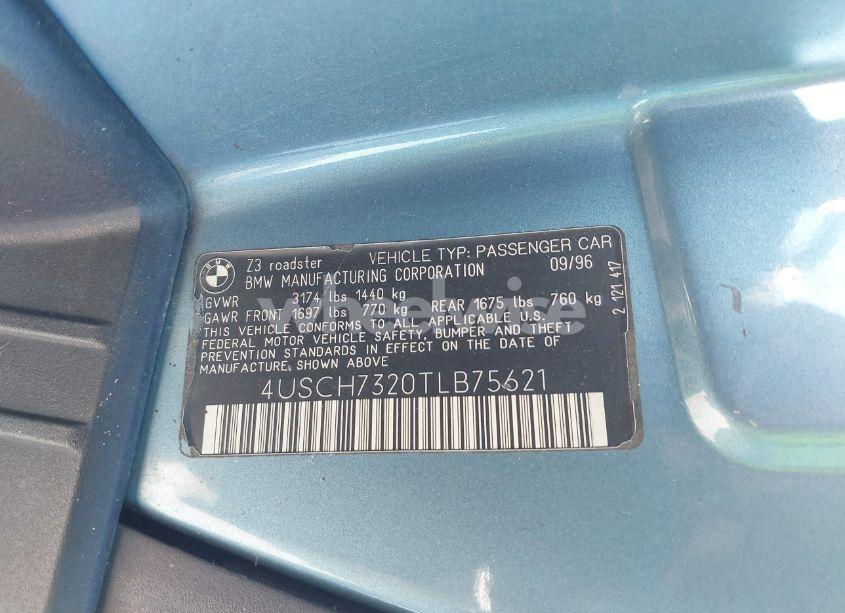 BMW
Z3 roadster VEHICLE TYP: PASSENGER CAR
BMW MANUFACTURING CORPORATION 09/96
GVWR 3174 lbs 1440 kg
GAWR FRONT 1697 lbs 770 kg REAR 1675 lbs 760 kg
THIS VEHICLE CONFORMS TO ALL APPLICABLE U.S.
FEDERAL MOTOR VEHICLE SAFETY, BUMPER AND THEFT
PREVENTION STANDARDS IN EFFECT ON THE DATE OF
MANUFACTURE SHOWN ABOVE
4USCH7320TLB75621
2 121 417
wheelwise